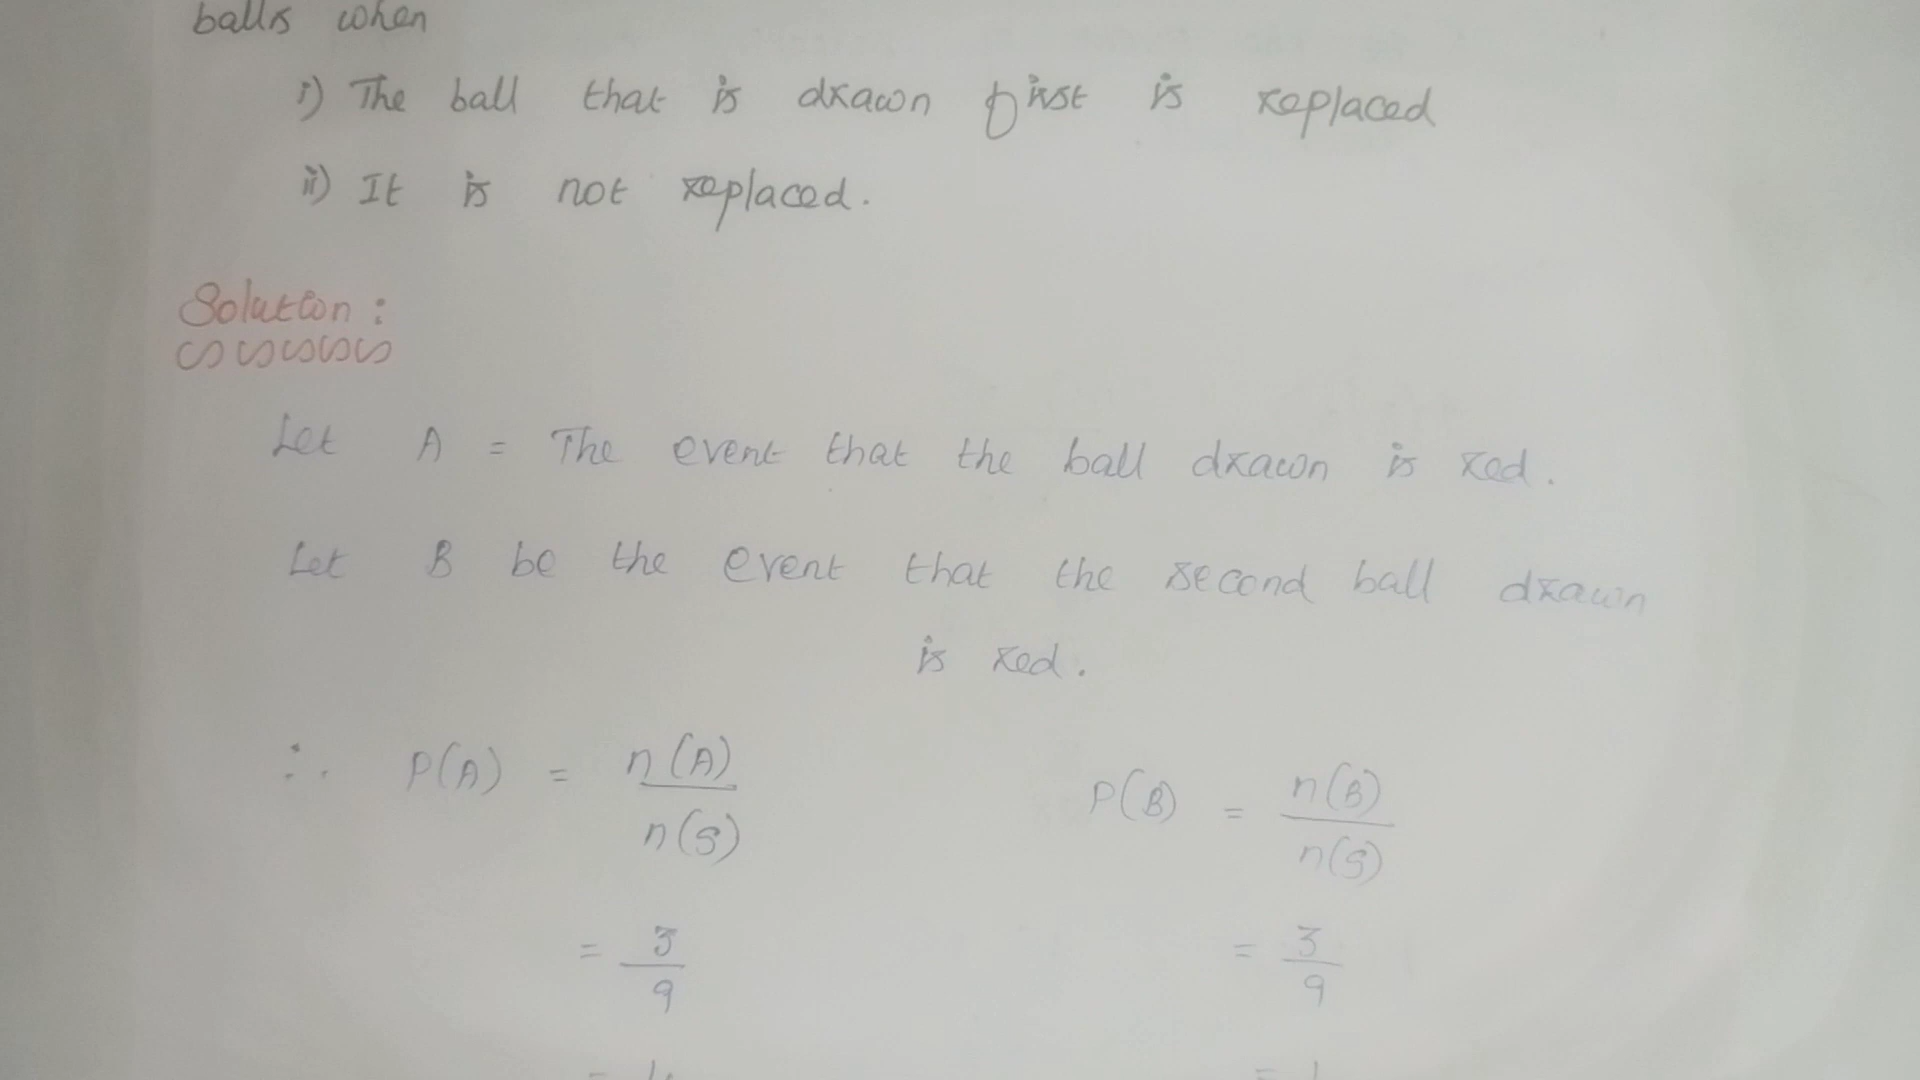 balls when
i) The ball that is drawn first is replaced
ii) It is not replaced.
Solution :
Let A = The event that the ball drawn is red.
Let B be the event that the second ball drawn
is red.
∴ P(A) = n(A)/n(S)    P(B) = n(B)/n(S)
= 3/9    = 3/9